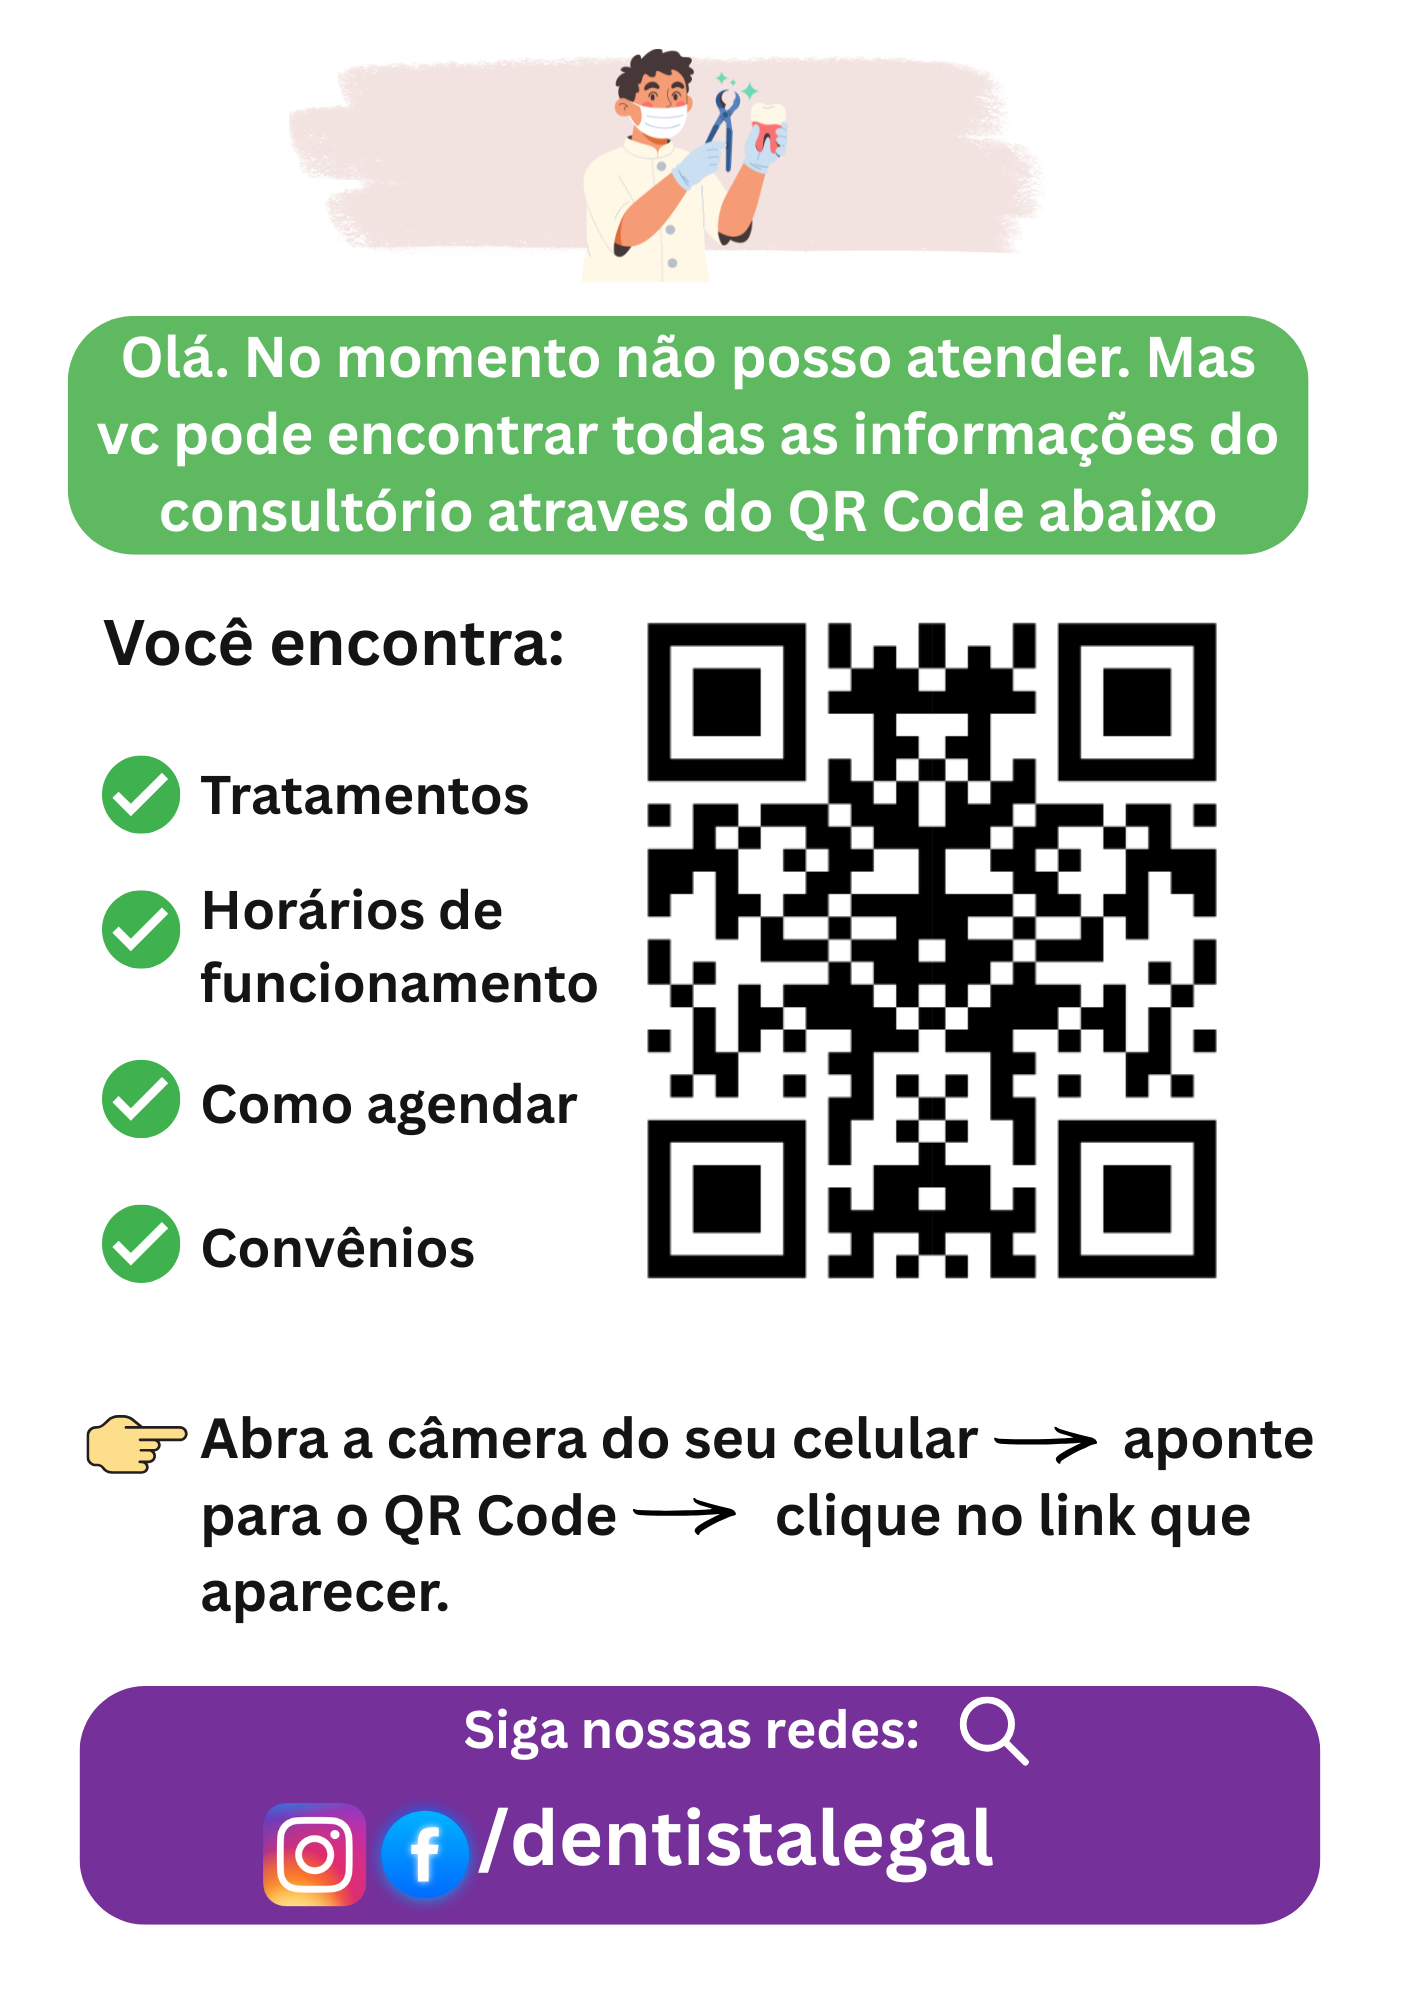 Olá. No momento não posso atender. Mas
vc pode encontrar todas as informações do
consultório atraves do QR Code abaixo
Você encontra:
Tratamentos
Horários de
funcionamento
Como agendar
Convênios
Abra a câmera do seu celular → aponte
para o QR Code → clique no link que
aparecer.
Siga nossas redes:
/dentistalegal